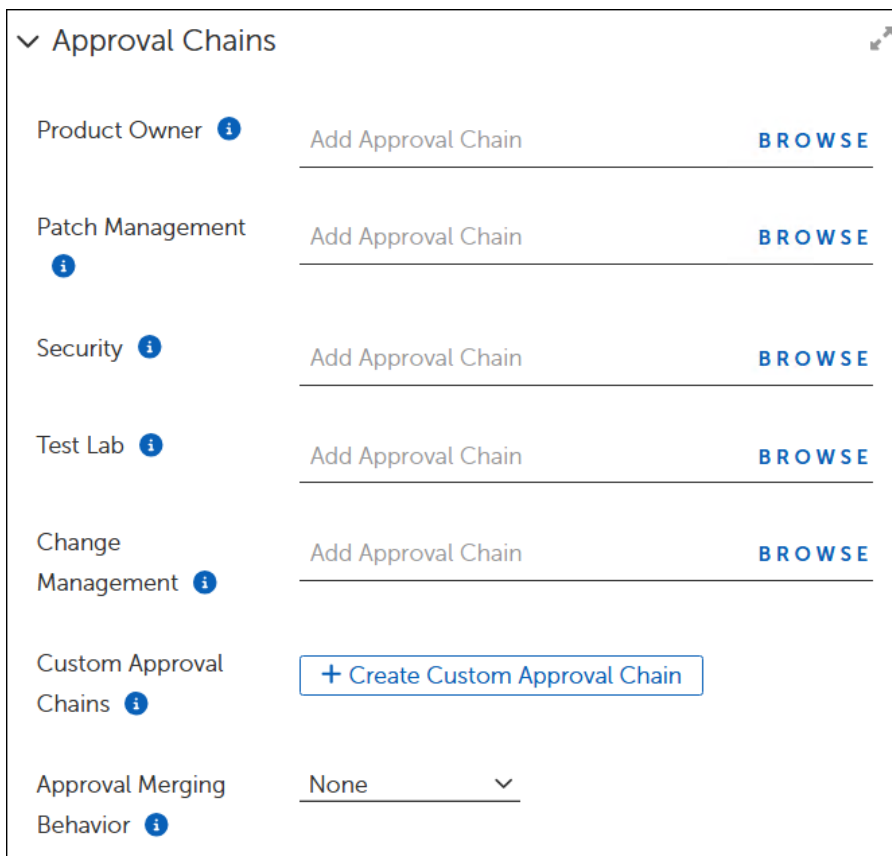 Approval Chains
Product Owner
Add Approval Chain BROWSE
Patch Management
Add Approval Chain BROWSE
Security
Add Approval Chain BROWSE
Test Lab
Add Approval Chain BROWSE
Change
Management
Add Approval Chain BROWSE
Custom Approval
Chains
+ Create Custom Approval Chain
Approval Merging
Behavior
None